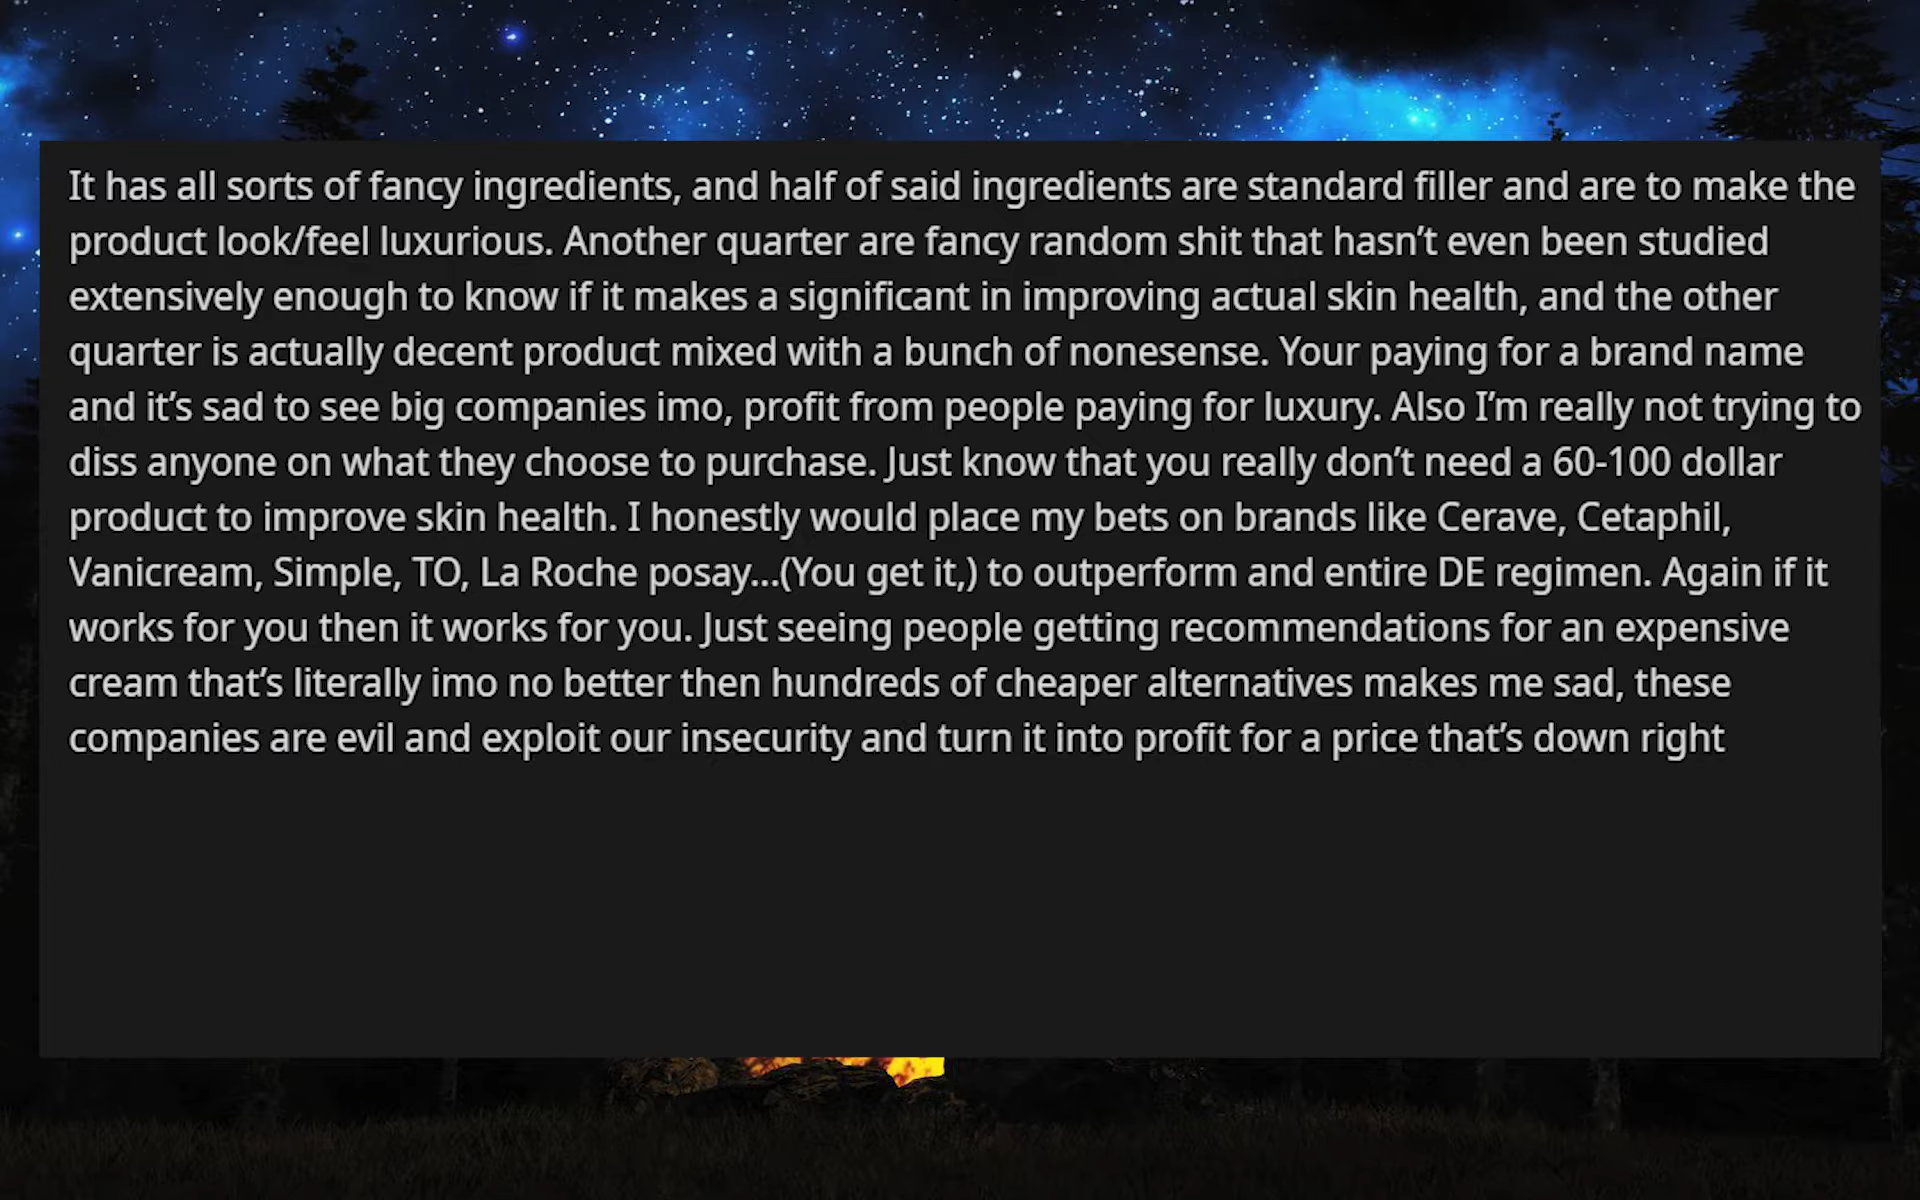 It has all sorts of fancy ingredients, and half of said ingredients are standard filler and are to make the
product look/feel luxurious. Another quarter are fancy random shit that hasn’t even been studied
extensively enough to know if it makes a significant in improving actual skin health, and the other
quarter is actually decent product mixed with a bunch of nonesense. Your paying for a brand name
and it’s sad to see big companies imo, profit from people paying for luxury. Also I’m really not trying to
diss anyone on what they choose to purchase. Just know that you really don’t need a 60-100 dollar
product to improve skin health. I honestly would place my bets on brands like Cerave, Cetaphil,
Vanicream, Simple, TO, La Roche posay...(You get it,) to outperform and entire DE regimen. Again if it
works for you then it works for you. Just seeing people getting recommendations for an expensive
cream that’s literally imo no better then hundreds of cheaper alternatives makes me sad, these
companies are evil and exploit our insecurity and turn it into profit for a price that’s down right